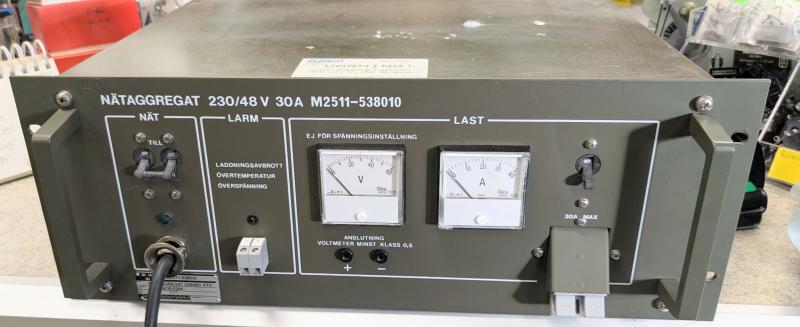 WARNING!
NÄTAGGREGAT 230/48 V 30A M2511-538010
NÄT
LARM
LAST
TILL
EJ FÖR SPÄNNINGSINSTÄLLNING
LADDNINGSAVBROTT
ÖVERTEMPERATUR
ÖVERSPÄNNING
V
A
30A MAX
ANSLUTNING
VOLTMETER MINST KLASS 0,5
+ −